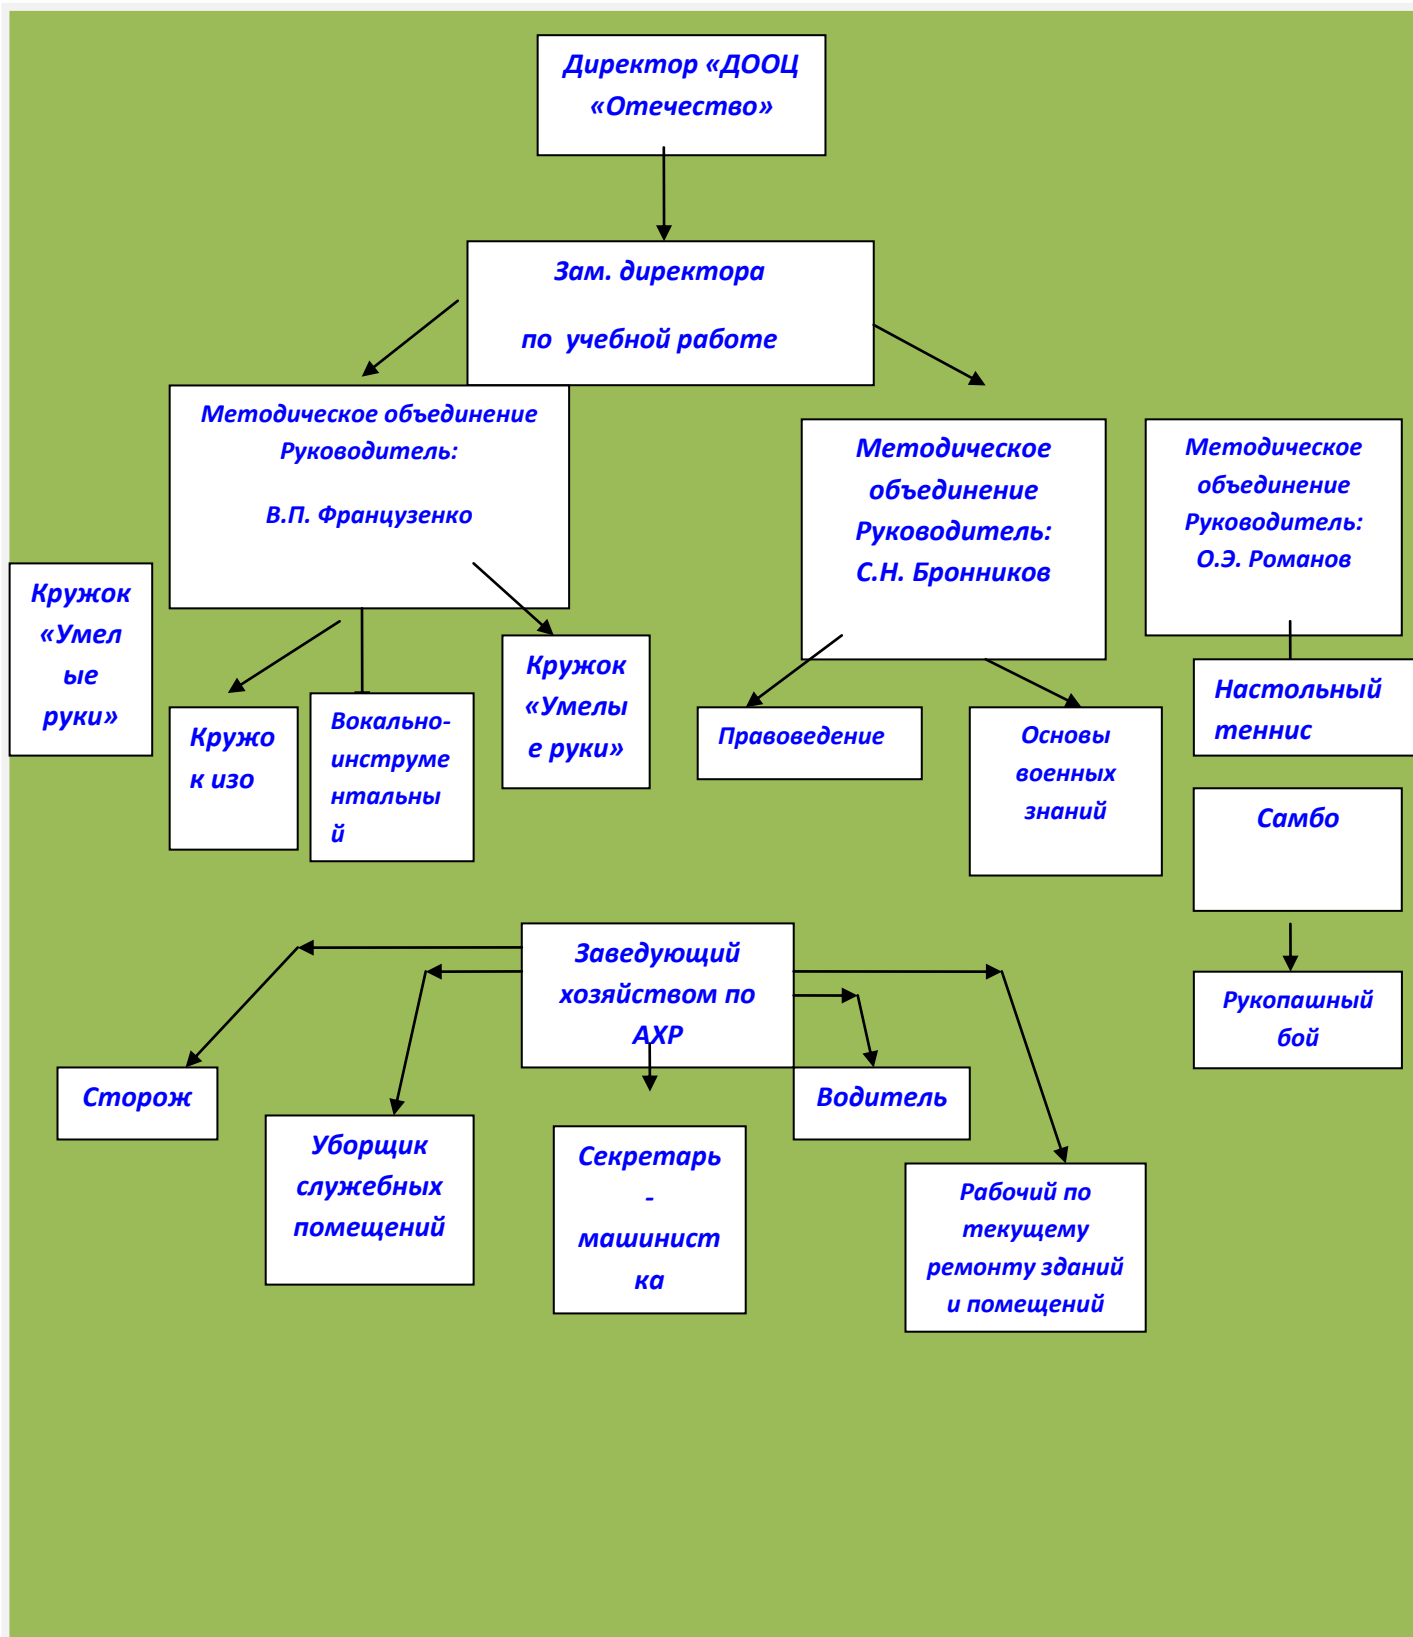 Директор «ДООЦ
«Отечество»
Зам. директора
по учебной работе
Методическое объединение
Руководитель:
В.П. Французенко
Методическое
объединение
Руководитель:
С.Н. Бронников
Методическое
объединение
Руководитель:
О.Э. Романов
Кружок
«Умел
ые
руки»
Кружо
к изо
Вокально-
инструме
нтальны
й
Кружок
«Умелы
е руки»
Правоведение
Основы
военных
знаний
Настольный
теннис
Самбо
Рукопашный
бой
Заведующий
хозяйством по
АХР
Сторож
Уборщик
служебных
помещений
Секретарь
-
машинист
ка
Водитель
Рабочий по
текущему
ремонту зданий
и помещений